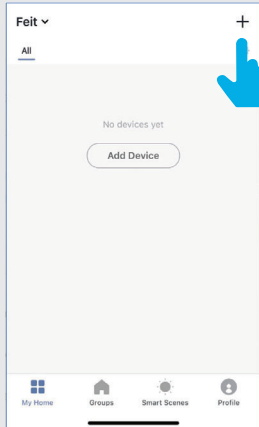 Feit
All
No devices yet
Add Device
My Home Groups Smart Scenes Profile